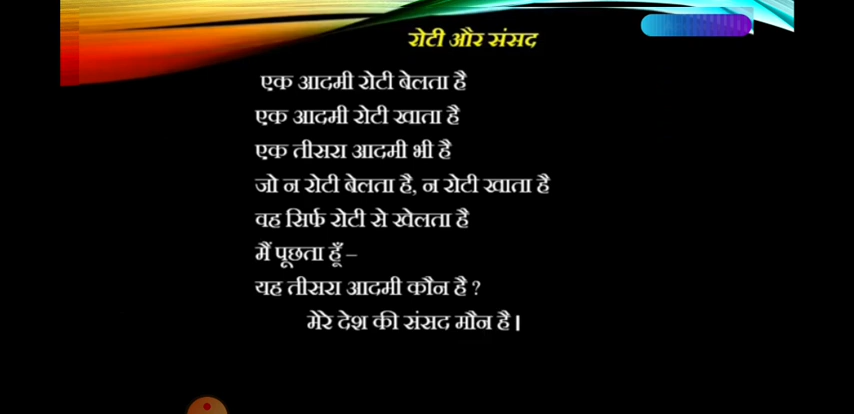 रोटी और संसद
एक आदमी रोटी बेलता है
एक आदमी रोटी खाता है
एक तीसरा आदमी भी है
जो न रोटी बेलता है, न रोटी खाता है
वह सिर्फ रोटी से खेलता है
मैं पूछता हूँ –
यह तीसरा आदमी कौन है ?
मेरे देश की संसद मौन है।